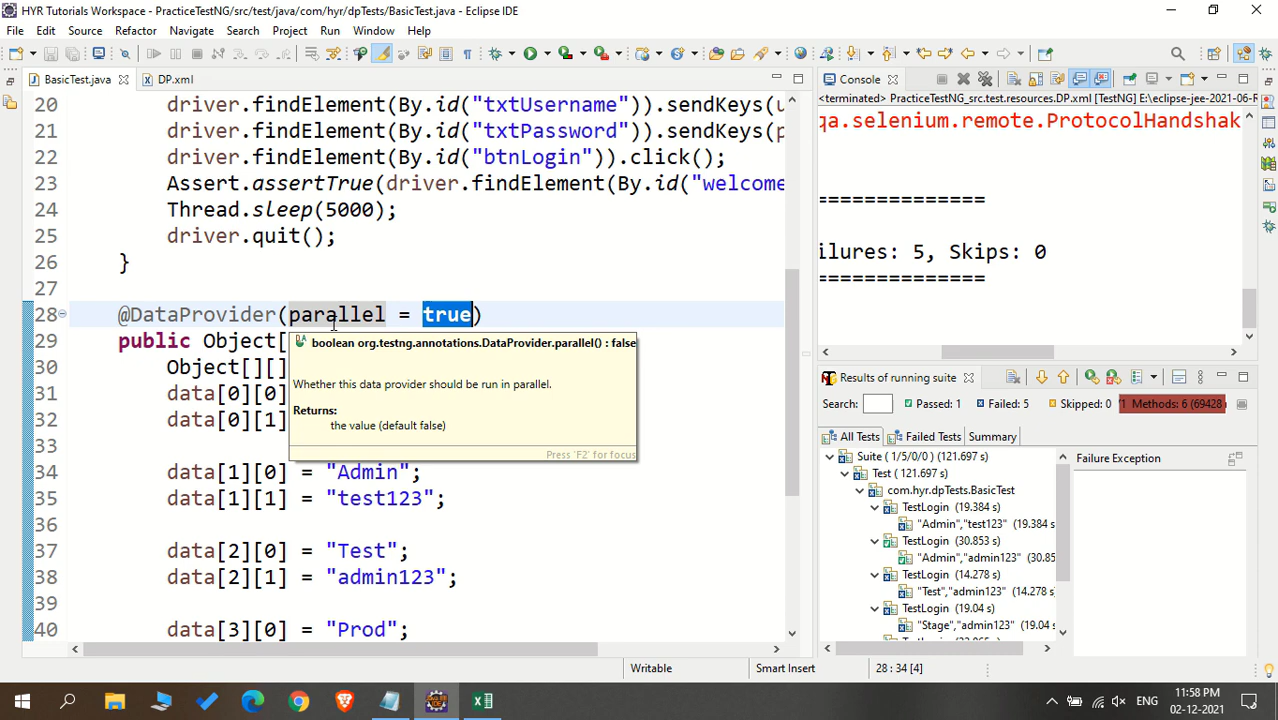 HYR Tutorials Workspace - PracticeTestNG/src/test/java/com/hyr/dpTests/BasicTest.java - Eclipse IDE
File Edit Source Refactor Navigate Search Project Run Window Help
BasicTest.java DP.xml
20 driver.findElement(By.id("txtUsername")).sendKeys(u
21 driver.findElement(By.id("txtPassword")).sendKeys(p
22 driver.findElement(By.id("btnLogin")).click();
23 Assert.assertTrue(driver.findElement(By.id("welcome
24 Thread.sleep(5000);
25 driver.quit();
26 }
27
28 @DataProvider(parallel = true)
29 public Object[
30 Object[][]
31 data[0][0]
32 data[0][1]
33
34 data[1][0] = "Admin";
35 data[1][1] = "test123";
36
37 data[2][0] = "Test";
38 data[2][1] = "admin123";
39
40 data[3][0] = "Prod";
boolean org.testng.annotations.DataProvider.parallel() : false
Whether this data provider should be run in parallel.
Returns:
the value (default false)
Press 'F2' for focus
Console
<terminated> PracticeTestNG_src.test.resources.DP.xml [TestNG] E:\eclipse-jee-2021-06-R
qa.selenium.remote.ProtocolHandshak
==============
ilures: 5, Skips: 0
==============
Results of running suite
Search: Passed: 1 Failed: 5 Skipped: 0 Methods: 6 (69428
All Tests Failed Tests Summary
Failure Exception
Suite (1/5/0/0) (121.697 s)
Test (121.697 s)
com.hyr.dpTests.BasicTest
TestLogin (19.384 s)
"Admin","test123" (19.384 s
TestLogin (30.853 s)
"Admin","admin123" (30.85
TestLogin (14.278 s)
"Test","admin123" (14.278 s
TestLogin (19.04 s)
"Stage","admin123" (19.04 s
Writable Smart Insert 28 : 34 [4]
ENG
11:58 PM
02-12-2021